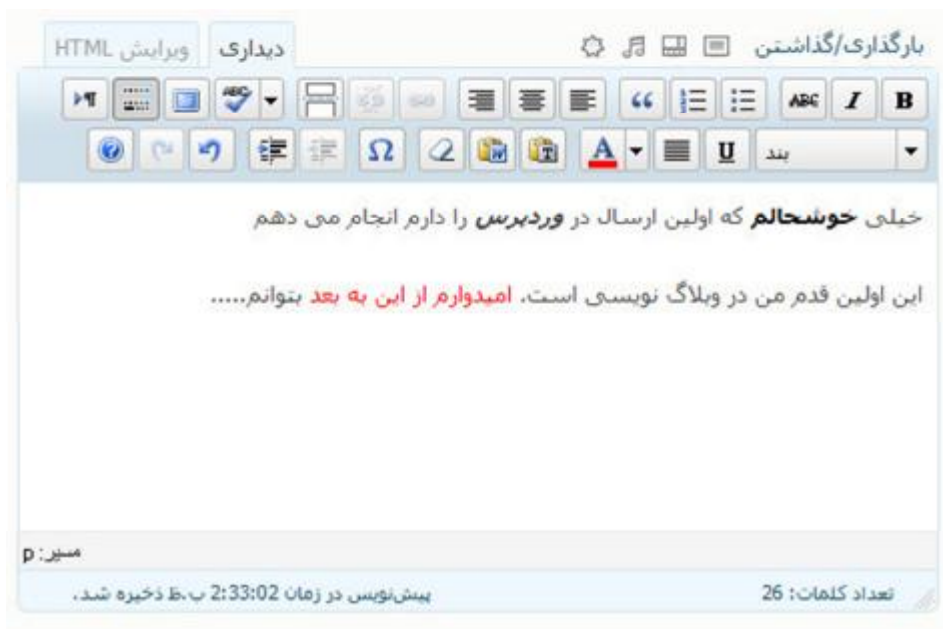 بارگذاری/گذاشتن
دیداری
ویرایش HTML
B I ABC “ ABC ¶
بند U A T W Ω ?
خیلی خوشحالم که اولین ارسال در وردپرس را دارم انجام می دهم
این اولین قدم من در وبلاگ نویسی است. امیدوارم از این به بعد بتوانم.....
مسیر: p
تعداد کلمات: 26
پیش‌نویس در زمان 2:33:02 ب.ظ ذخیره شد.